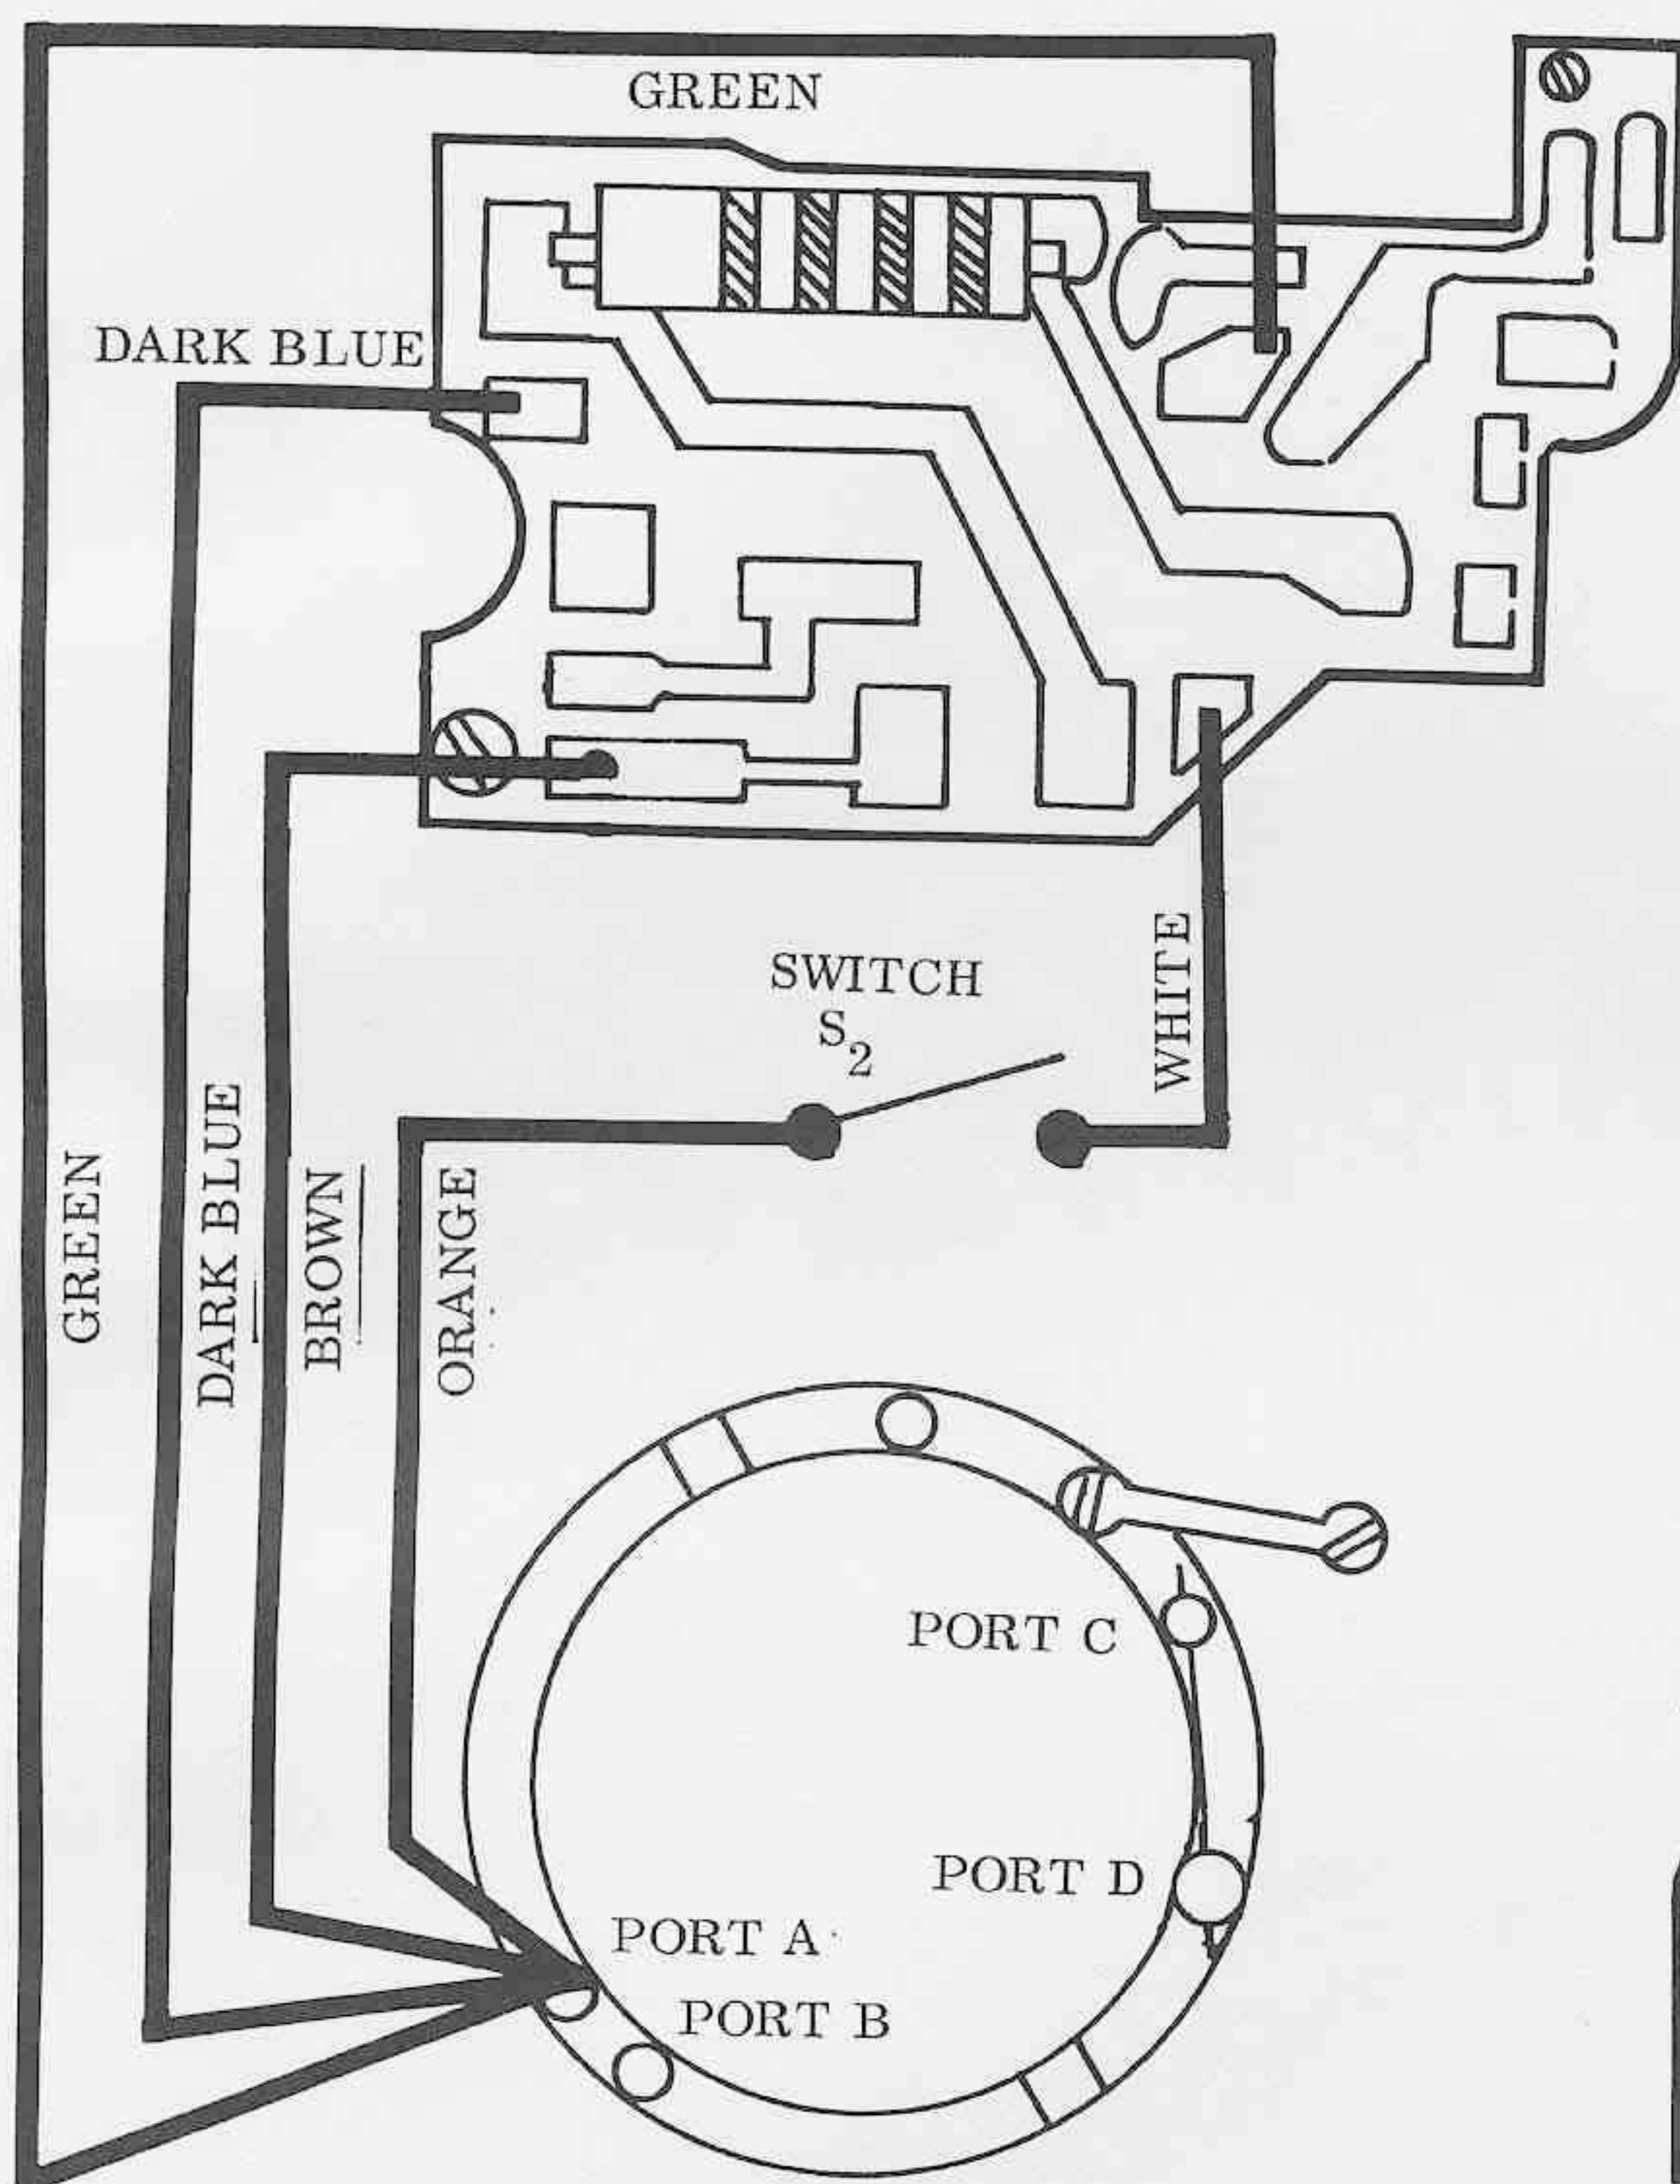 GREEN
DARK BLUE
SWITCH
S2
WHITE
GREEN
DARK BLUE
BROWN
ORANGE
PORT C
PORT D
PORT A
PORT B